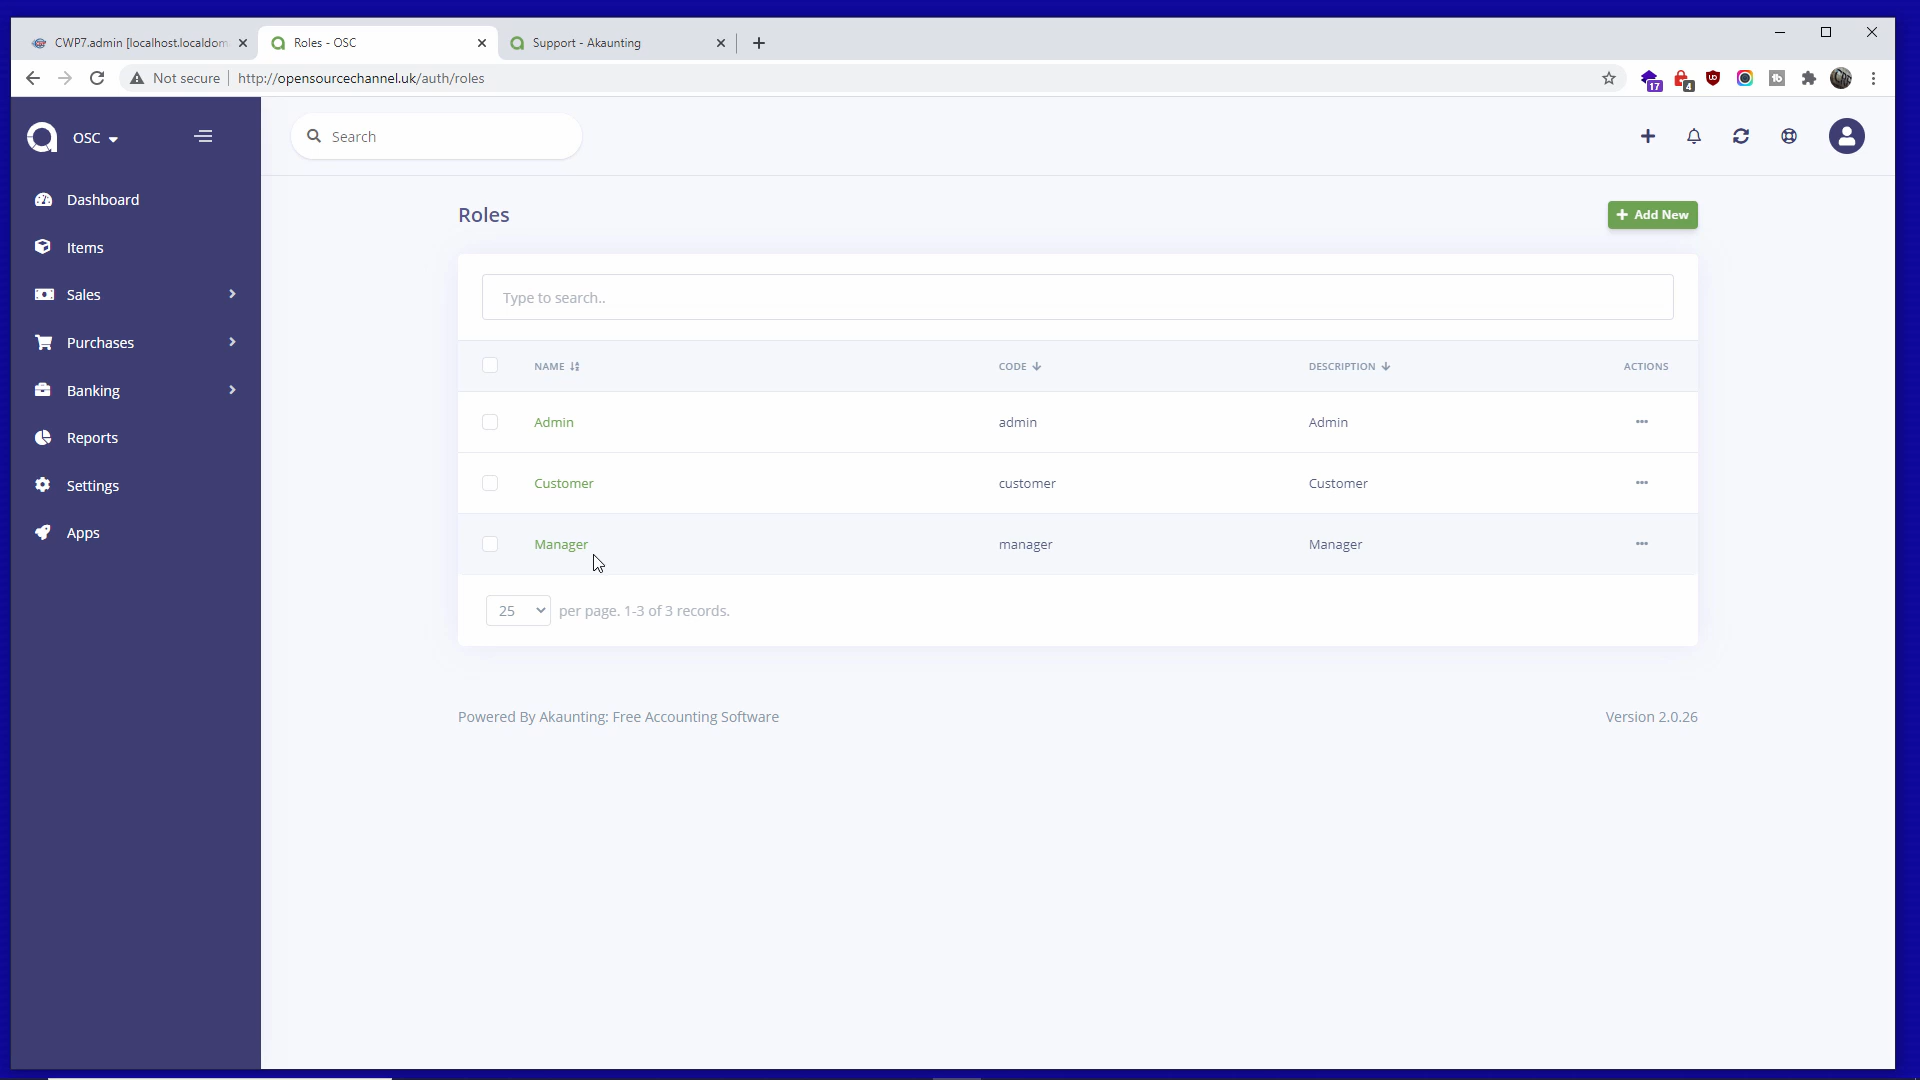 CWP7.admin [localhost.localdom
Roles - OSC
Support - Akaunting
Not secure
http://opensourcechannel.uk/auth/roles
17
4
OSC
Search
Dashboard
Items
Sales
Purchases
Banking
Reports
Settings
Apps
Roles
Add New
Type to search..
NAME
CODE
DESCRIPTION
ACTIONS
Admin
admin
Admin
Customer
customer
Customer
Manager
manager
Manager
25
per page. 1-3 of 3 records.
Powered By Akaunting: Free Accounting Software
Version 2.0.26